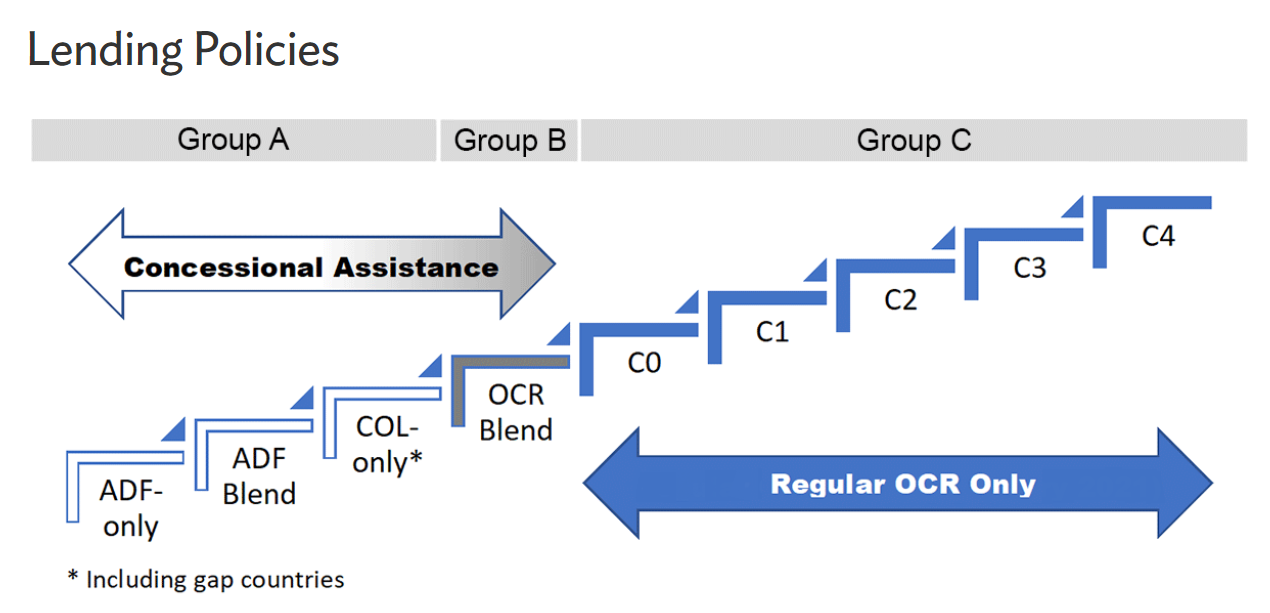 Lending Policies
Group A
Group B
Group C
Concessional Assistance
ADF-
only
ADF
Blend
COL-
only*
OCR
Blend
C0
C1
C2
C3
C4
Regular OCR Only
* Including gap countries